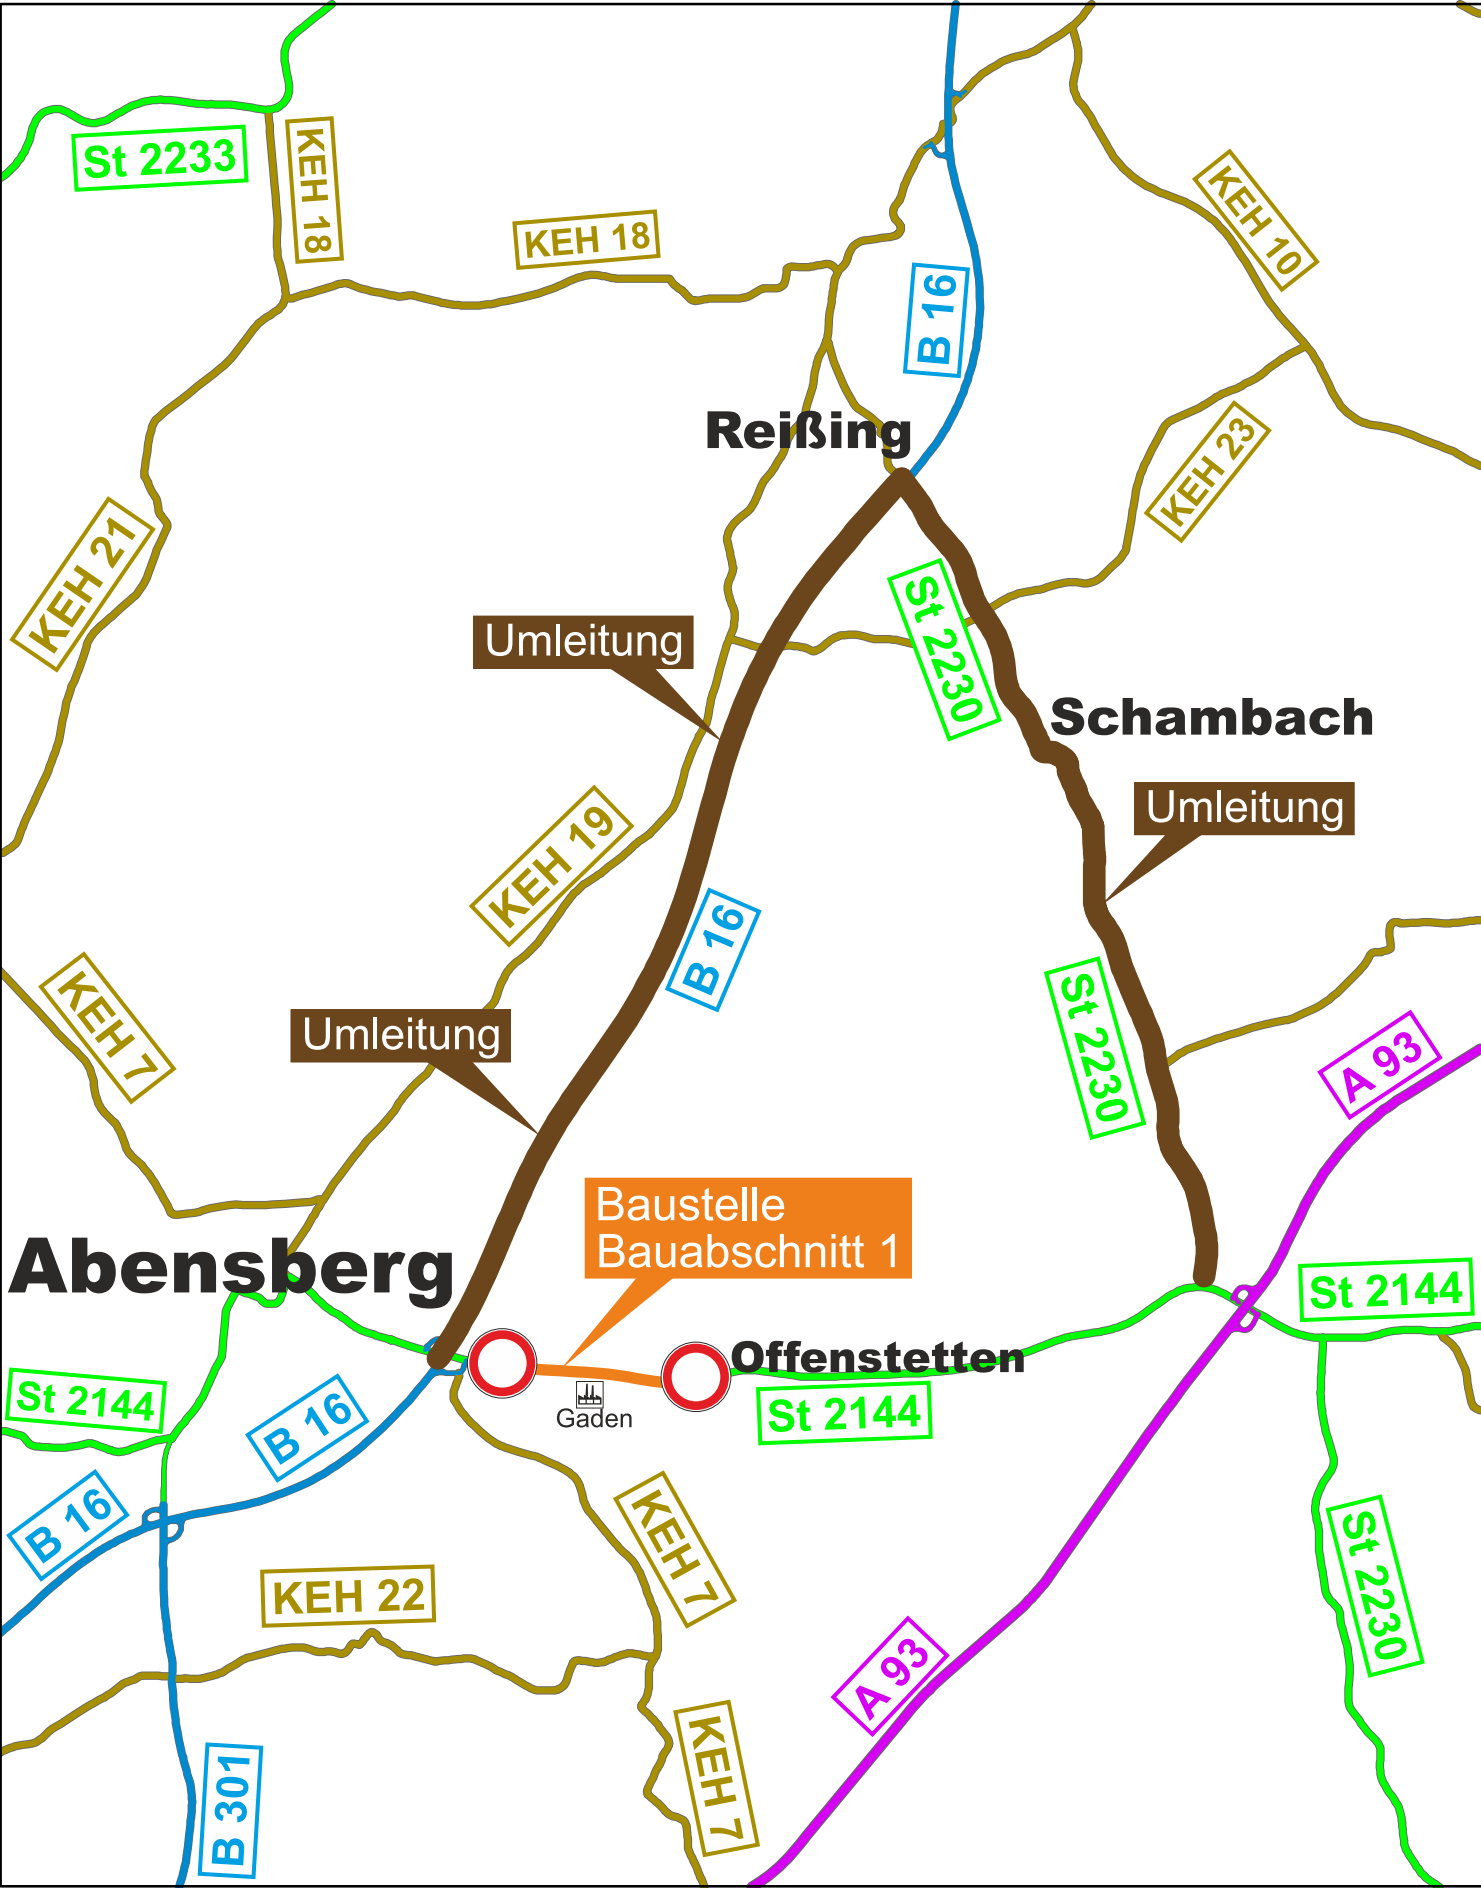 St 2233
KEH 18
KEH 18
KEH 10
B 16
Reißing
KEH 23
KEH 21
Umleitung
St 2230
Schambach
Umleitung
KEH 19
B 16
KEH 7
Umleitung
St 2230
A 93
Baustelle
Bauabschnitt 1
Abensberg
St 2144
Offenstetten
St 2144
B 16
Gaden
St 2144
B 16
KEH 7
St 2230
KEH 22
A 93
KEH 7
B 301